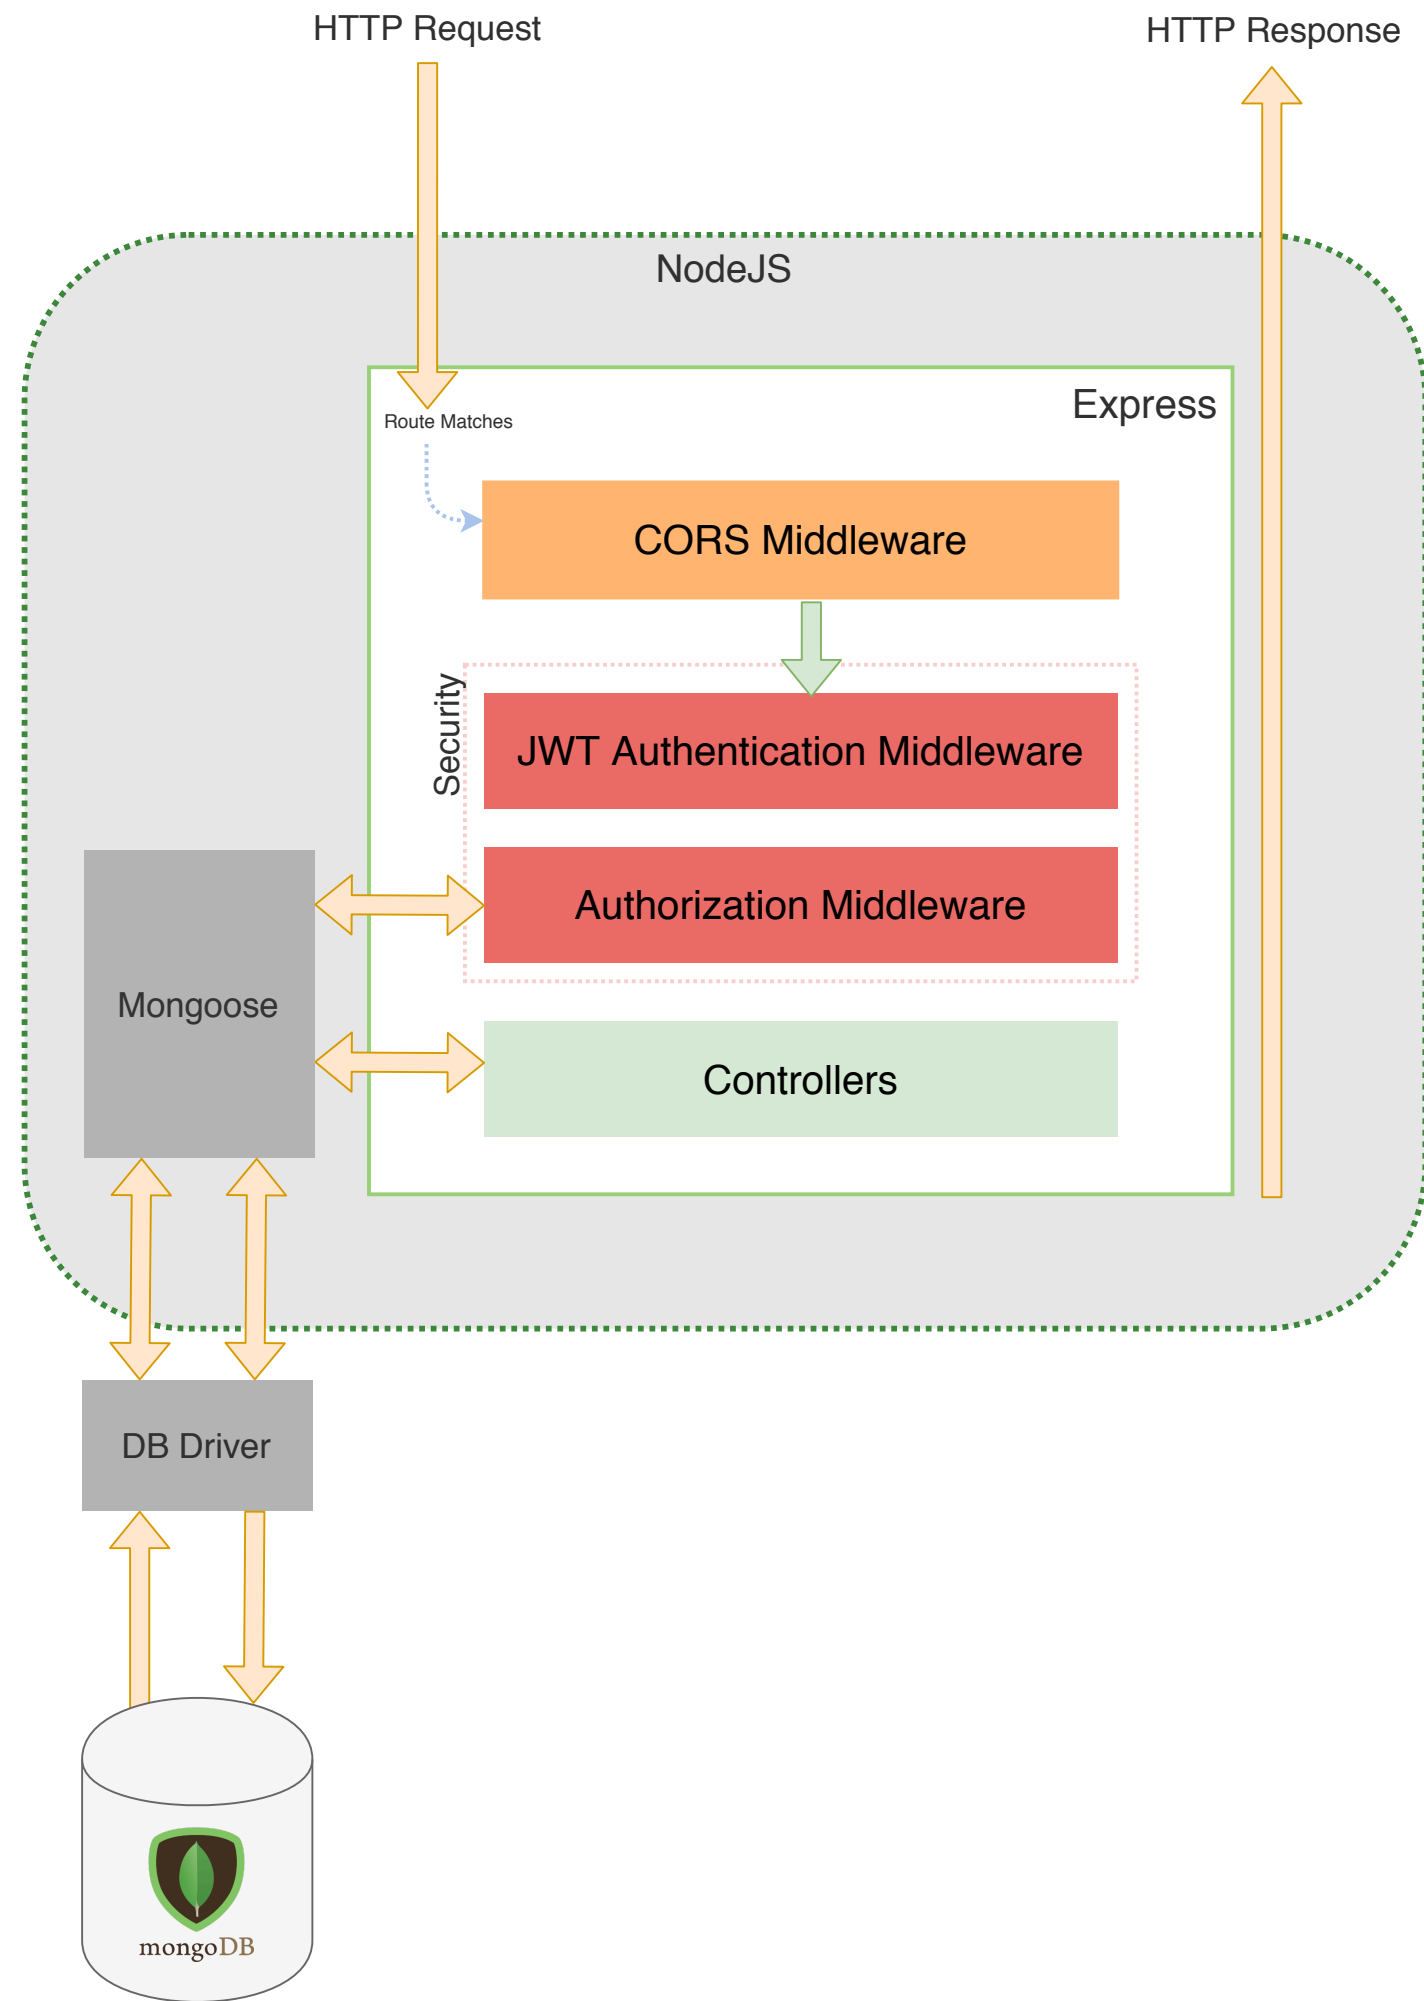 HTTP Request
HTTP Response
NodeJS
Express
Route Matches
CORS Middleware
Security
JWT Authentication Middleware
Authorization Middleware
Mongoose
Controllers
DB Driver
mongoDB